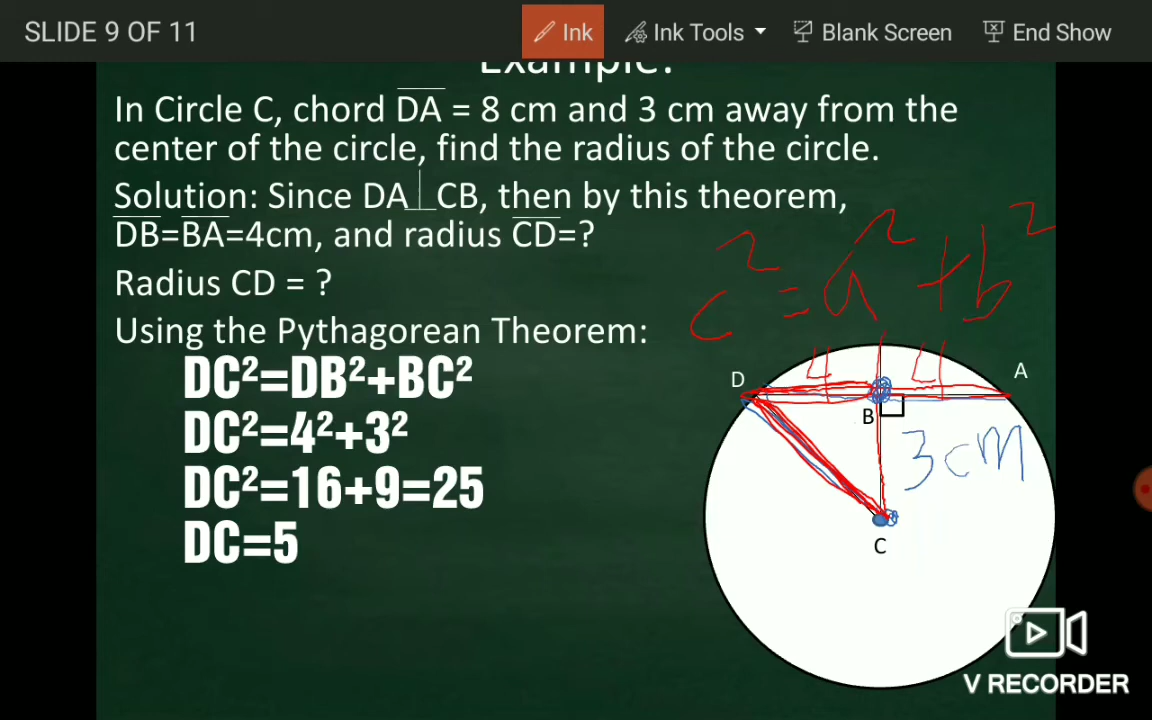 SLIDE 9 OF 11
Ink
Ink Tools
Blank Screen
End Show
Example:
In Circle C, chord DA = 8 cm and 3 cm away from the
center of the circle, find the radius of the circle.
Solution: Since DA⊥CB, then by this theorem,
DB=BA=4cm, and radius CD=?
Radius CD = ?
Using the Pythagorean Theorem:
DC²=DB²+BC²
DC²=4²+3²
DC²=16+9=25
DC=5
c²=a²+b²
4 4
D
A
B
3cm
C
V RECORDER